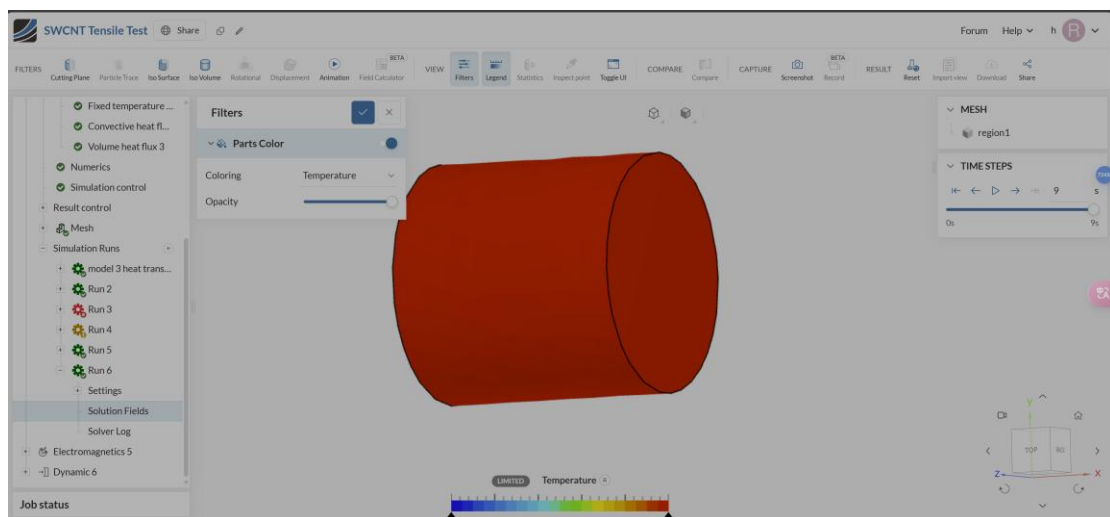 SWCNT Tensile Test Share Forum Help h R
FILTERS Cutting Plane Particle Trace Iso Surface Iso Volume Rotational Displacement Animation BETA Field Calculator VIEW Filters Legend Statistics Inspect point Toggle UI COMPARE Compare CAPTURE Screenshot BETA Record RESULT Reset Import view Download Share
Fixed temperature ...
Convective heat fl...
Volume heat flux 3
Numerics
Simulation control
Result control
Mesh
Simulation Runs
model 3 heat trans...
Run 2
Run 3
Run 4
Run 5
Run 6
Settings
Solution Fields
Solver Log
Electromagnetics 5
Dynamic 6
Job status
Filters
Parts Color
Coloring Temperature
Opacity
MESH
region1
TIME STEPS
9 s
0s 9s
LIMITED Temperature
Y
TOP
Z X